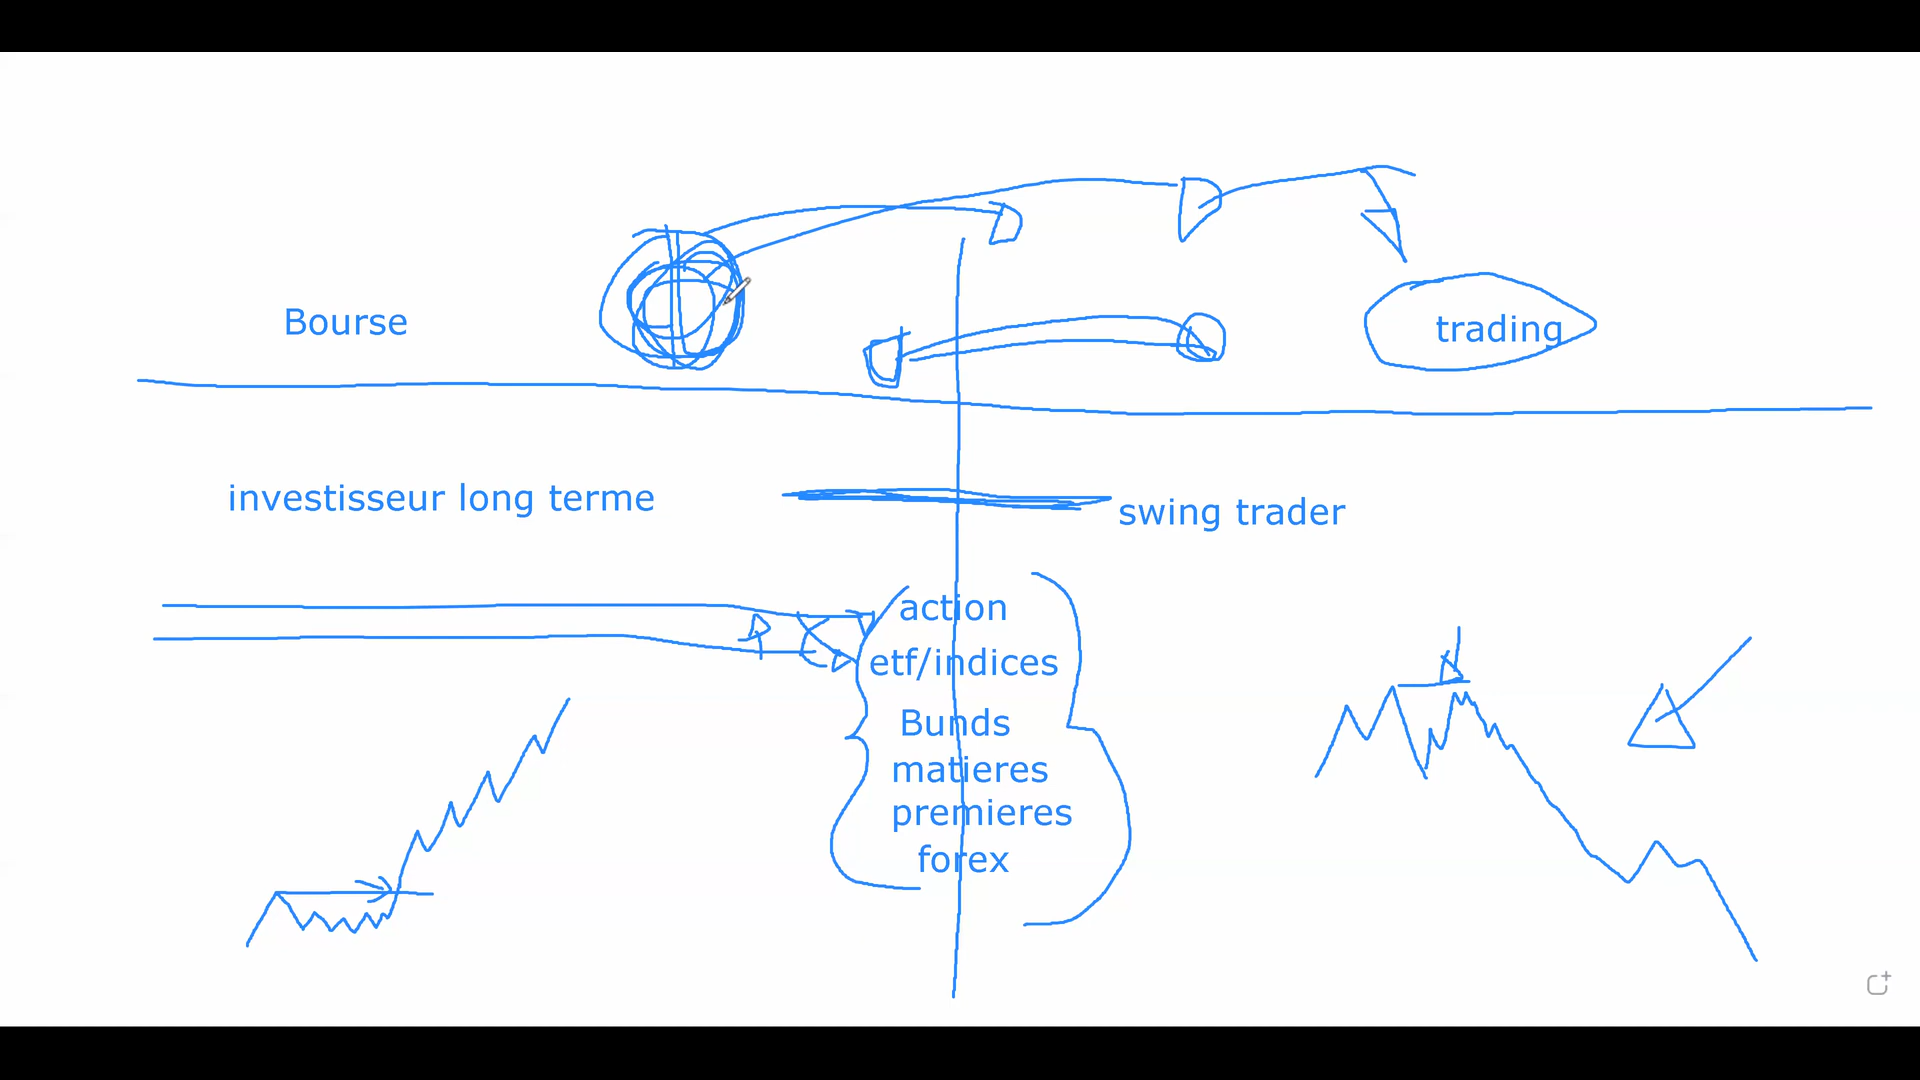 Bourse
trading
investisseur long terme
swing trader
action
etf/indices
Bunds
matieres
premieres
forex